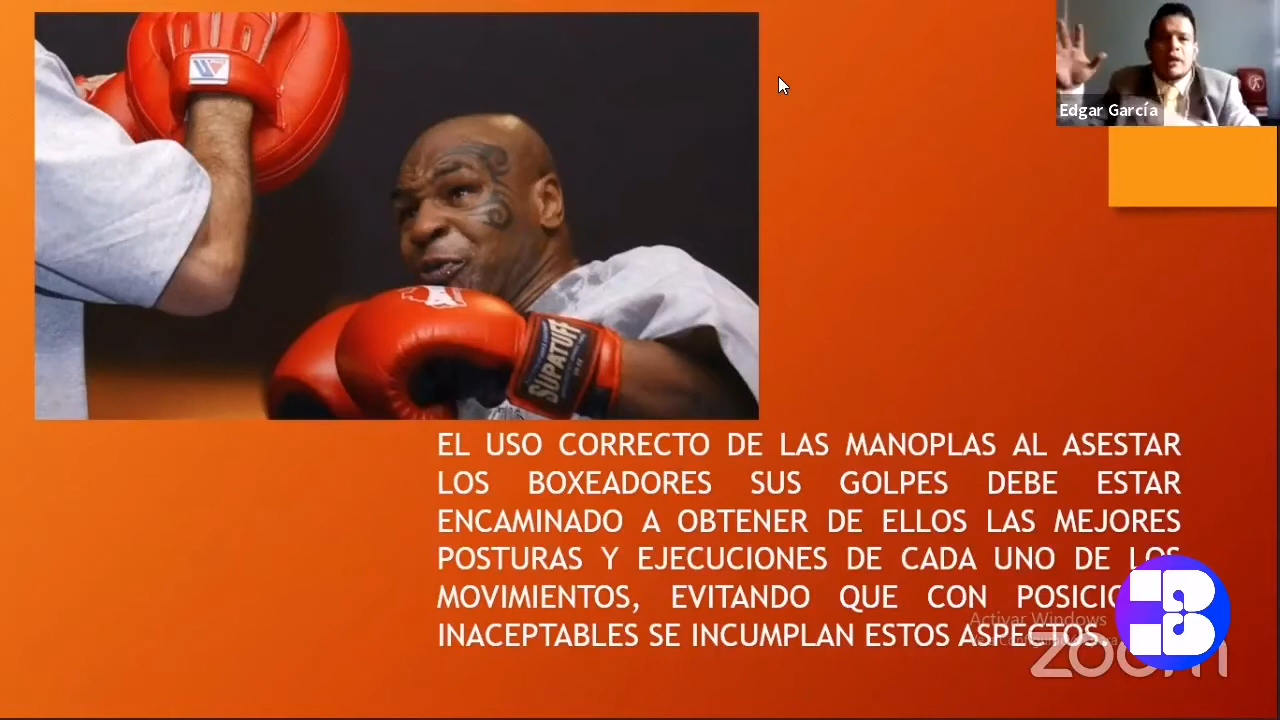 Edgar García
SUPATUFF
EL USO CORRECTO DE LAS MANOPLAS AL ASESTAR
LOS BOXEADORES SUS GOLPES DEBE ESTAR
ENCAMINADO A OBTENER DE ELLOS LAS MEJORES
POSTURAS Y EJECUCIONES DE CADA UNO DE LOS
MOVIMIENTOS, EVITANDO QUE CON
INACEPTABLES SE INCUMPLAN ESTOS ASPECTOS.
Activar Windows
zoom